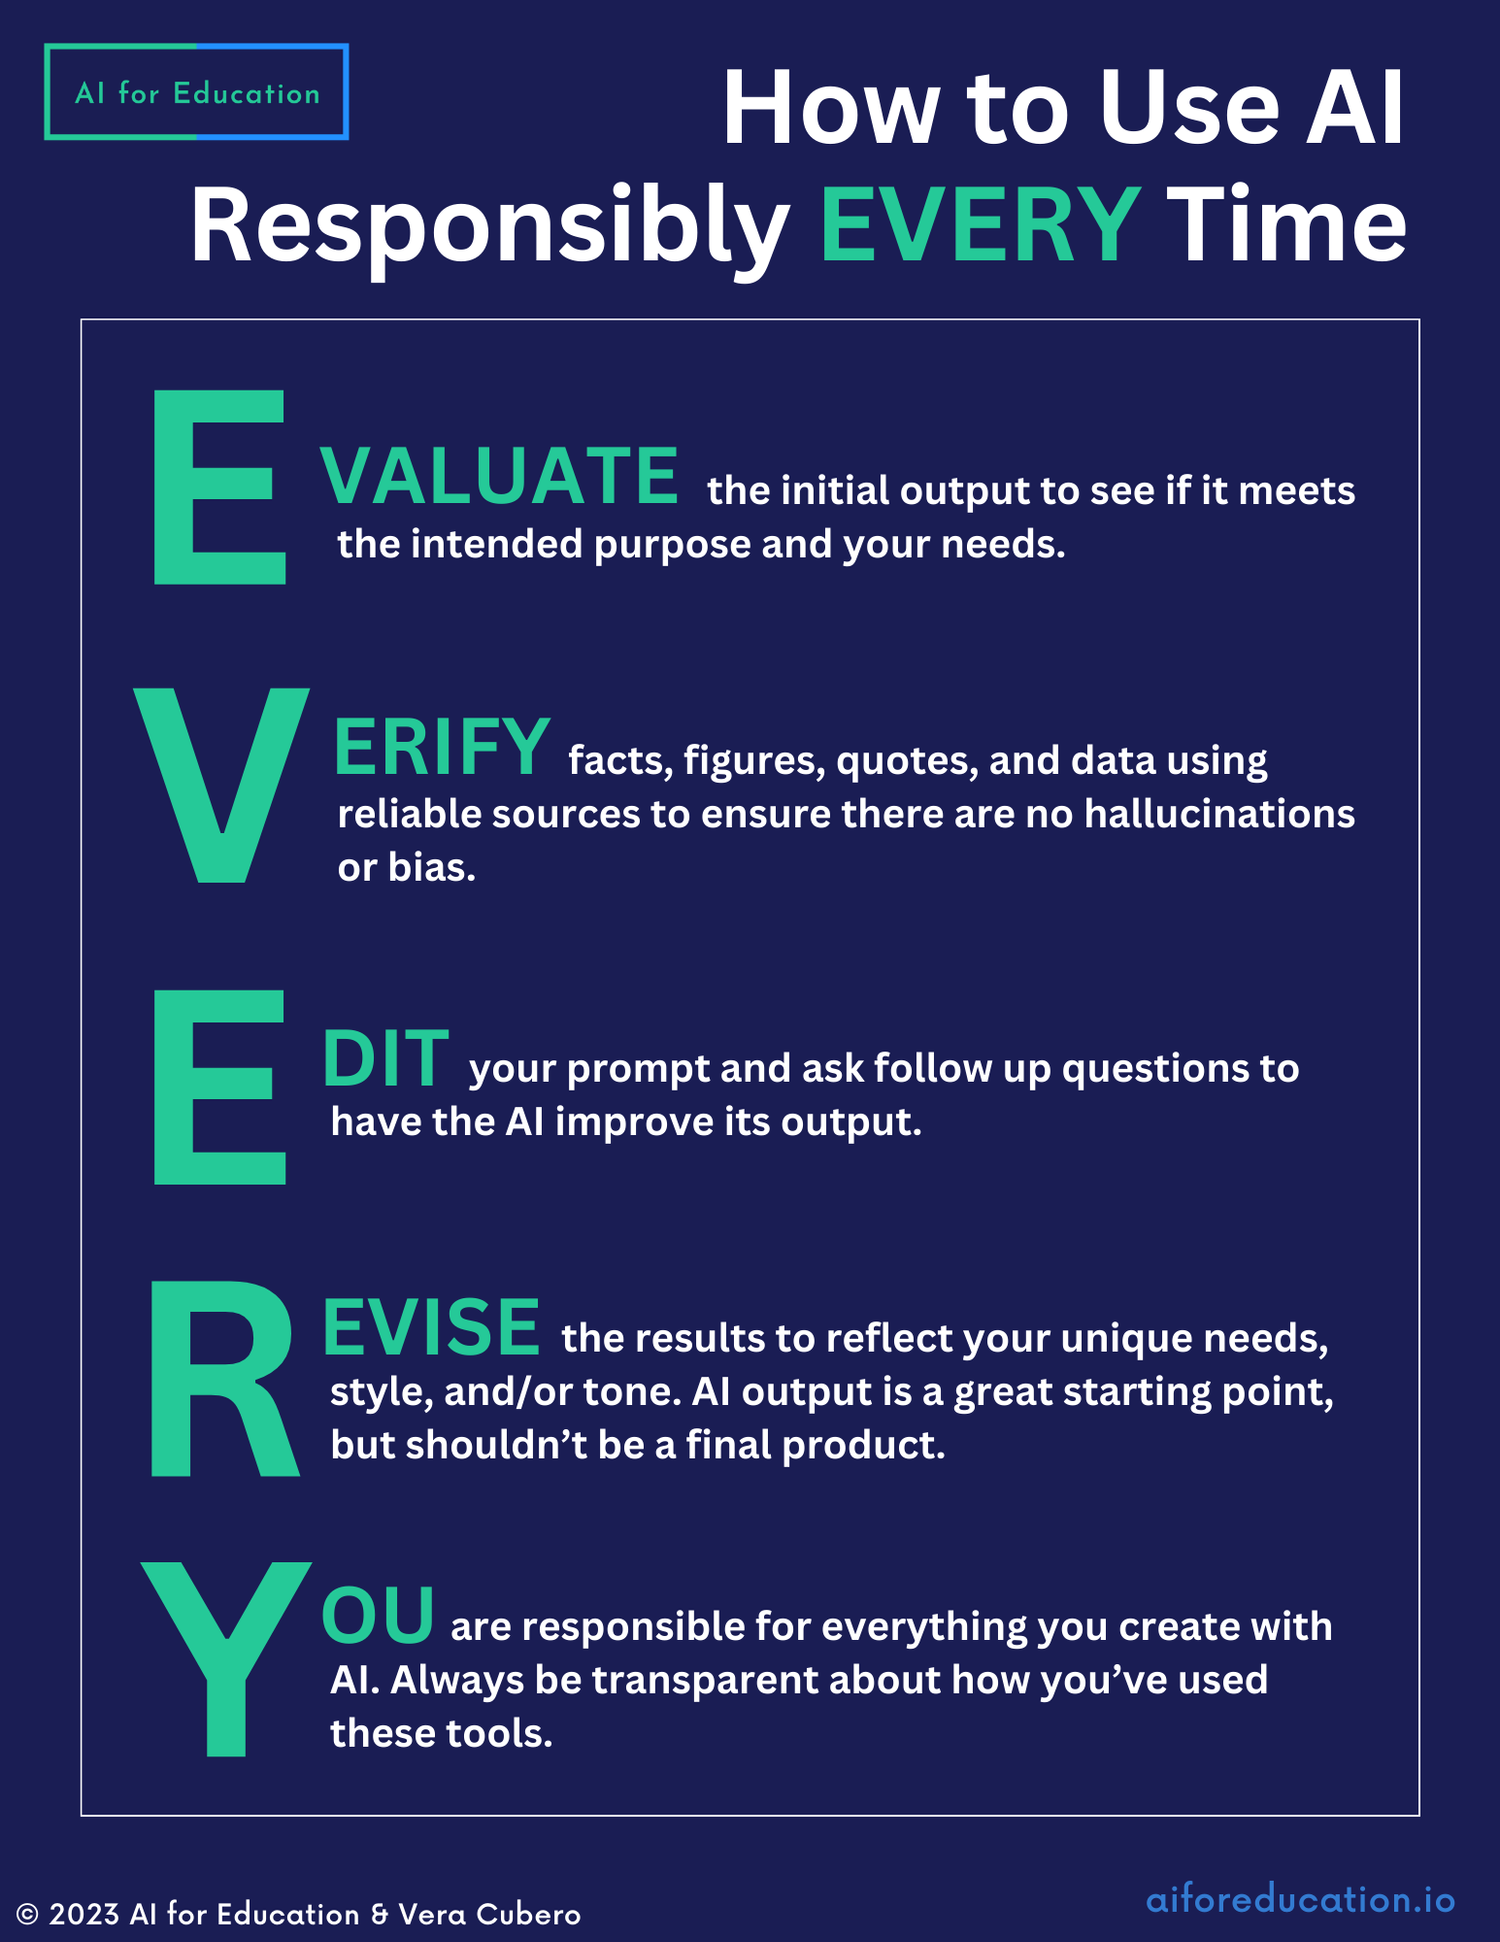 AI for Education
How to Use AI
Responsibly EVERY Time
EVALUATE the initial output to see if it meets
the intended purpose and your needs.
VERIFY facts, figures, quotes, and data using
reliable sources to ensure there are no hallucinations
or bias.
EDIT your prompt and ask follow up questions to
have the AI improve its output.
REVISE the results to reflect your unique needs,
style, and/or tone. AI output is a great starting point,
but shouldn’t be a final product.
YOU are responsible for everything you create with
AI. Always be transparent about how you’ve used
these tools.
© 2023 AI for Education & Vera Cubero
aiforeducation.io